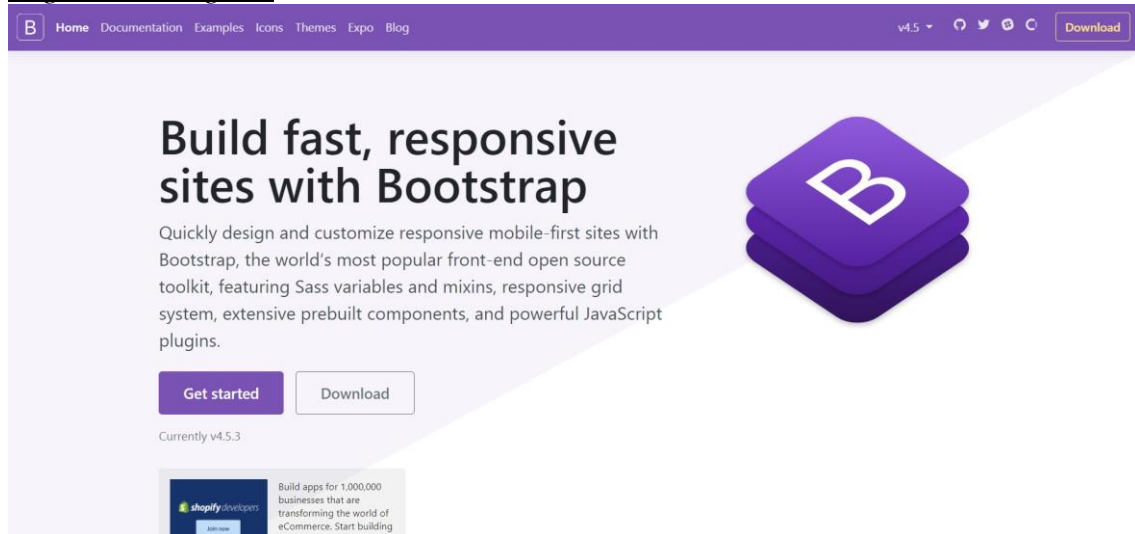 B Home Documentation Examples Icons Themes Expo Blog v4.5 Download
Build fast, responsive
sites with Bootstrap
Quickly design and customize responsive mobile-first sites with
Bootstrap, the world's most popular front-end open source
toolkit, featuring Sass variables and mixins, responsive grid
system, extensive prebuilt components, and powerful JavaScript
plugins.
B
Get started Download
Currently v4.5.3
shopify developers
Join now
Build apps for 1,000,000
businesses that are
transforming the world of
eCommerce. Start building